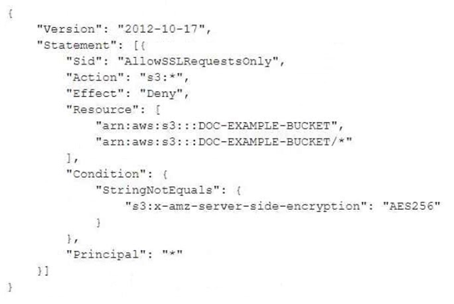 {
"Version": "2012-10-17",
"Statement": [{
"Sid": "AllowSSLRequestsOnly",
"Action": "s3:*",
"Effect": "Deny",
"Resource": [
"arn:aws:s3:::DOC-EXAMPLE-BUCKET",
"arn:aws:s3:::DOC-EXAMPLE-BUCKET/*"
],
"Condition": {
"StringNotEquals": {
"s3:x-amz-server-side-encryption": "AES256"
}
},
"Principal": "*"
}]
}